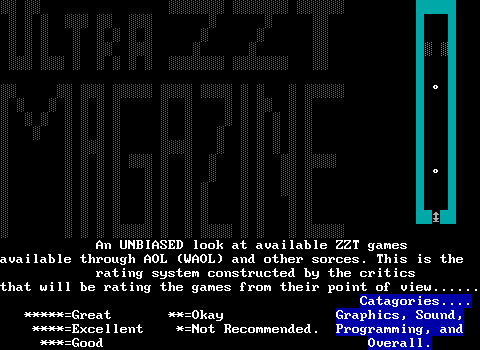 ULTRA ZZT
MAGAZINE
An UNBIASED look at available ZZT games
available through AOL (WAOL) and other sorces. This is the
rating system constructed by the critics
that will be rating the games from their point of view......
Catagories....
*****=Great **=Okay Graphics, Sound,
****=Excellent *=Not Recommended. Programming, and
***=Good Overall.